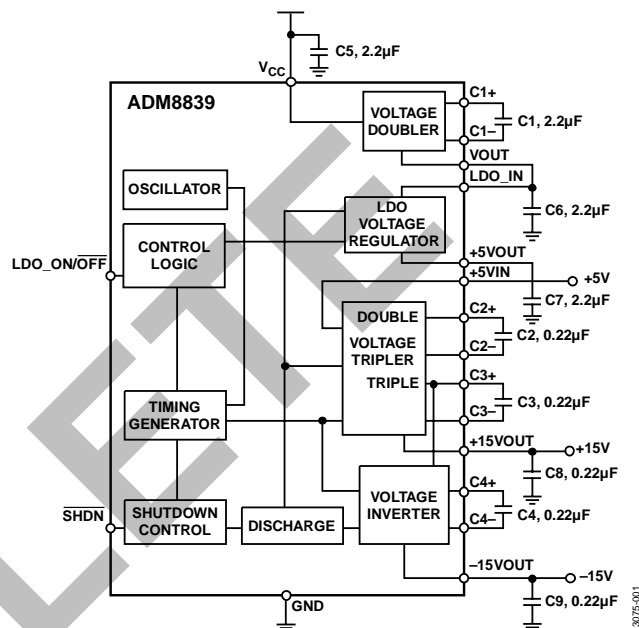 C5, 2.2µF
VCC
ADM8839
VOLTAGE
DOUBLER
C1+
C1–
C1, 2.2µF
VOUT
LDO_IN
C6, 2.2µF
OSCILLATOR
LDO
VOLTAGE
REGULATOR
CONTROL
LOGIC
LDO_ON/OFF
+5VOUT
+5VIN
+5V
C7, 2.2µF
DOUBLE
VOLTAGE
TRIPLER
TRIPLE
C2+
C2–
C2, 0.22µF
C3+
C3–
C3, 0.22µF
TIMING
GENERATOR
+15VOUT
+15V
C8, 0.22µF
SHDN
SHUTDOWN
CONTROL
DISCHARGE
VOLTAGE
INVERTER
C4+
C4–
C4, 0.22µF
–15VOUT
–15V
C9, 0.22µF
GND
3075-001
ETE